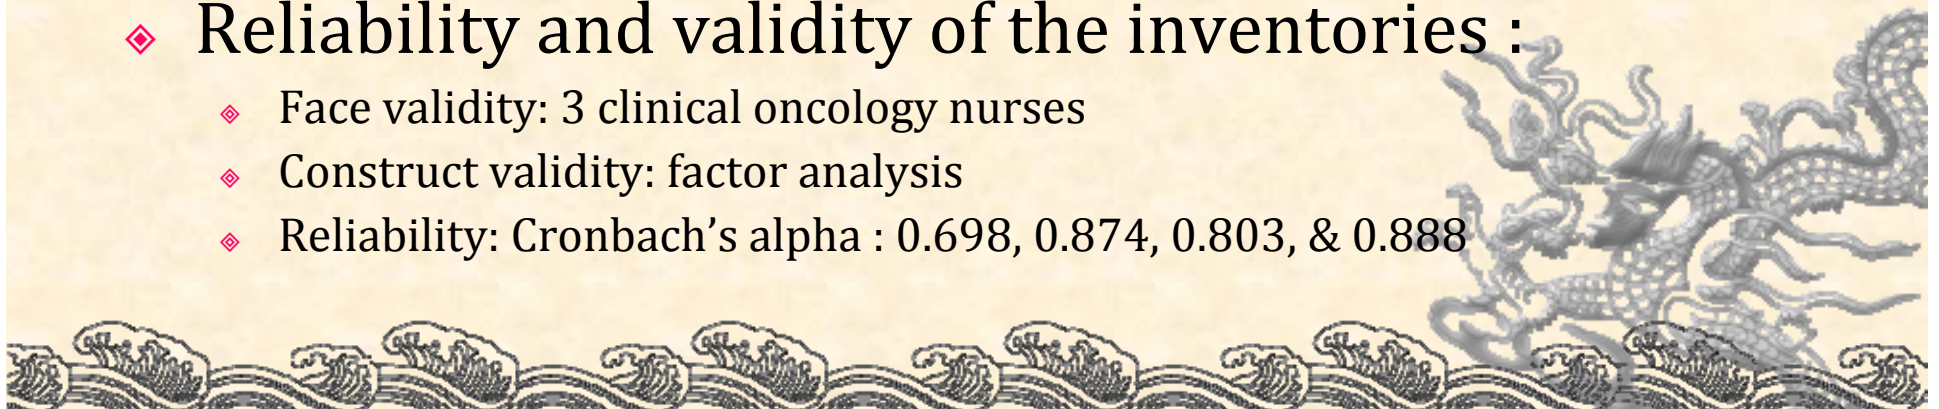 Reliability and validity of the inventories :
Face validity: 3 clinical oncology nurses
Construct validity: factor analysis
Reliability: Cronbach’s alpha : 0.698, 0.874, 0.803, & 0.888